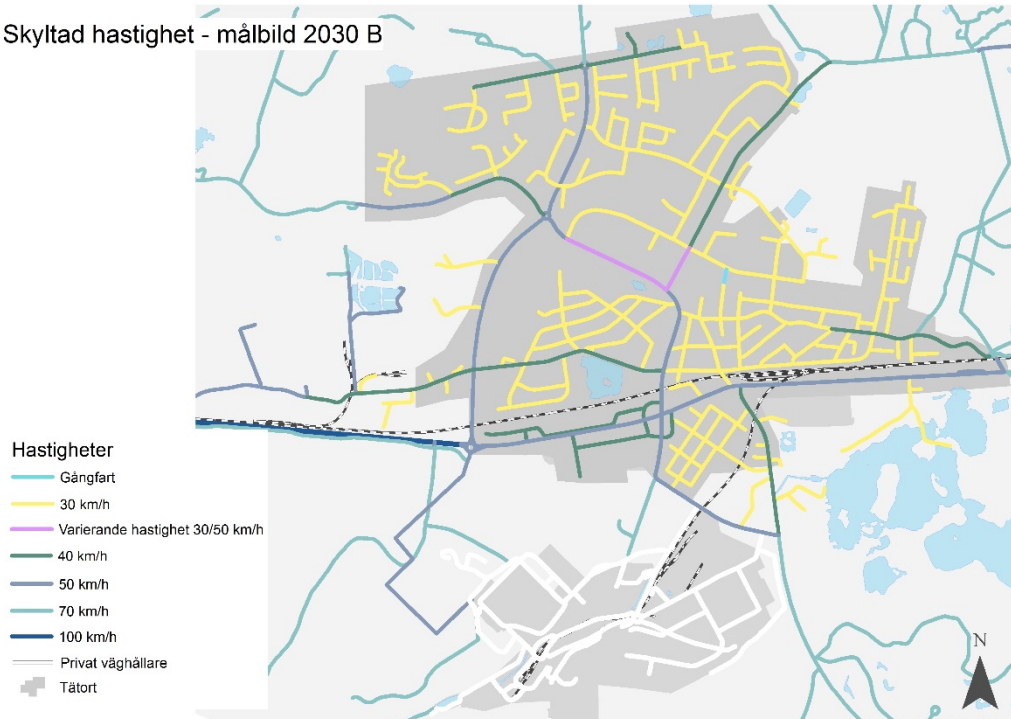 Skyltad hastighet - målbild 2030 B
Hastigheter
Gångfart
30 km/h
Varierande hastighet 30/50 km/h
40 km/h
50 km/h
70 km/h
100 km/h
Privat väghållare
Tätort
N